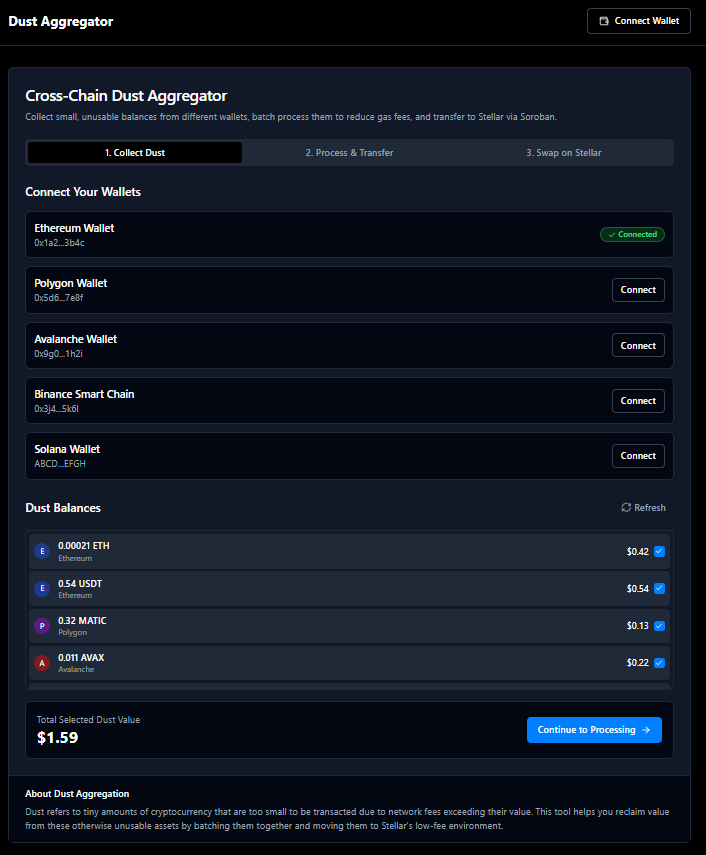 Dust Aggregator
Connect Wallet
Cross-Chain Dust Aggregator
Collect small, unusable balances from different wallets, batch process them to reduce gas fees, and transfer to Stellar via Soroban.
1. Collect Dust
2. Process & Transfer
3. Swap on Stellar
Connect Your Wallets
Ethereum Wallet
0x1a2...3b4c
Connected
Polygon Wallet
0x5d6...7e8f
Connect
Avalanche Wallet
0x9g0...1h2i
Connect
Binance Smart Chain
0x3j4...5k6l
Connect
Solana Wallet
ABCD...EFGH
Connect
Dust Balances
Refresh
E
0.00021 ETH
Ethereum
$0.42
E
0.54 USDT
Ethereum
$0.54
P
0.32 MATIC
Polygon
$0.13
A
0.011 AVAX
Avalanche
$0.22
Total Selected Dust Value
$1.59
Continue to Processing
About Dust Aggregation
Dust refers to tiny amounts of cryptocurrency that are too small to be transacted due to network fees exceeding their value. This tool helps you reclaim value
from these otherwise unusable assets by batching them together and moving them to Stellar's low-fee environment.